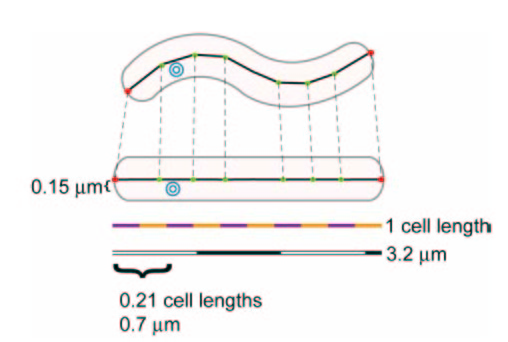 0.15 μm
1 cell length
3.2 μm
0.21 cell lengths
0.7 μm